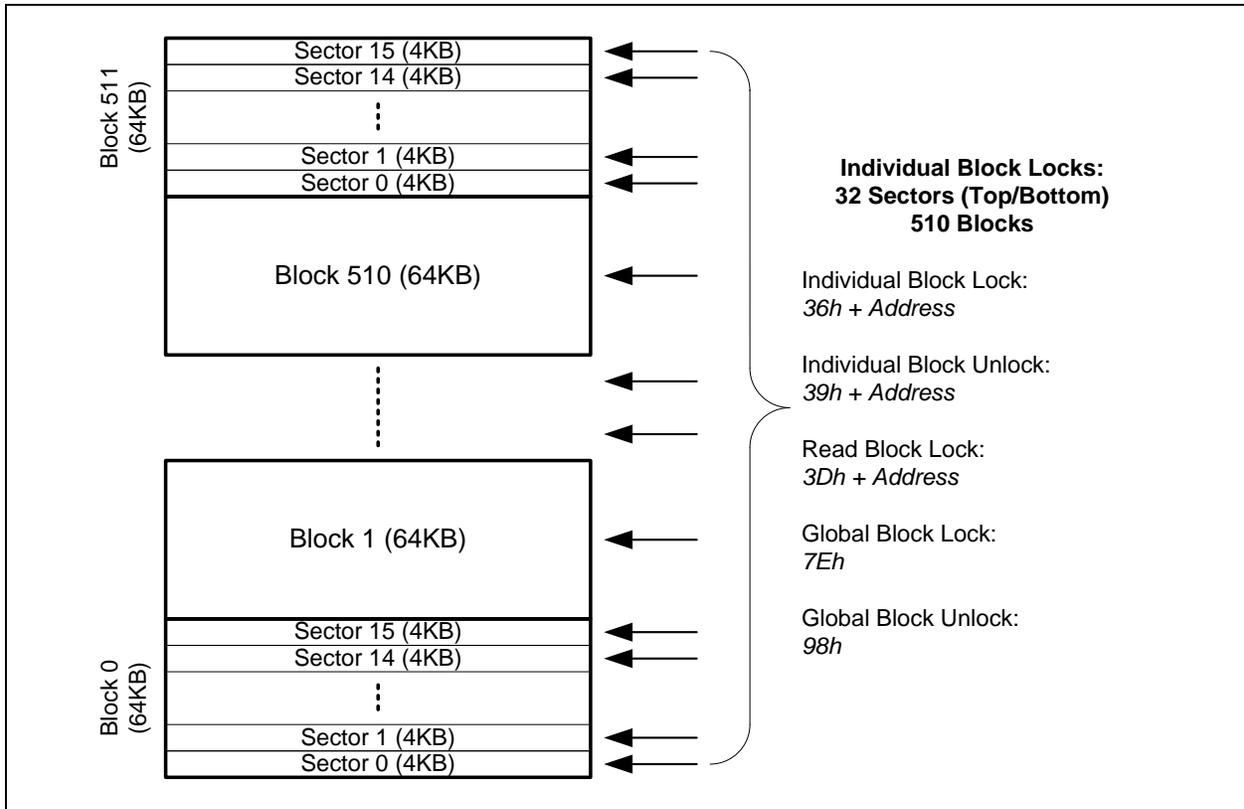 Block 511
(64KB)
Sector 15 (4KB)
Sector 14 (4KB)
Sector 1 (4KB)
Sector 0 (4KB)
Block 510 (64KB)
Block 1 (64KB)
Block 0
(64KB)
Sector 15 (4KB)
Sector 14 (4KB)
Sector 1 (4KB)
Sector 0 (4KB)
Individual Block Locks:
32 Sectors (Top/Bottom)
510 Blocks
Individual Block Lock:
36h + Address
Individual Block Unlock:
39h + Address
Read Block Lock:
3Dh + Address
Global Block Lock:
7Eh
Global Block Unlock:
98h